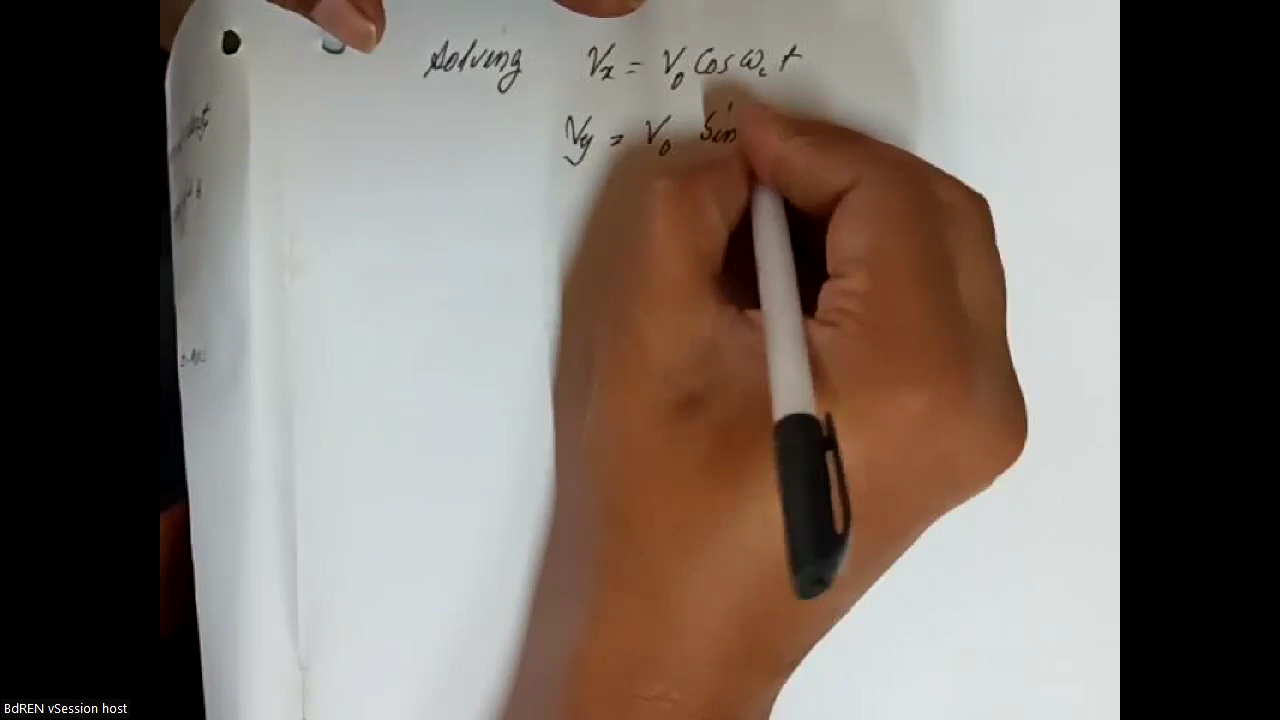 Solving Vx = V0 Cos ωc t
Vy = V0 Sin
BdREN vSession host